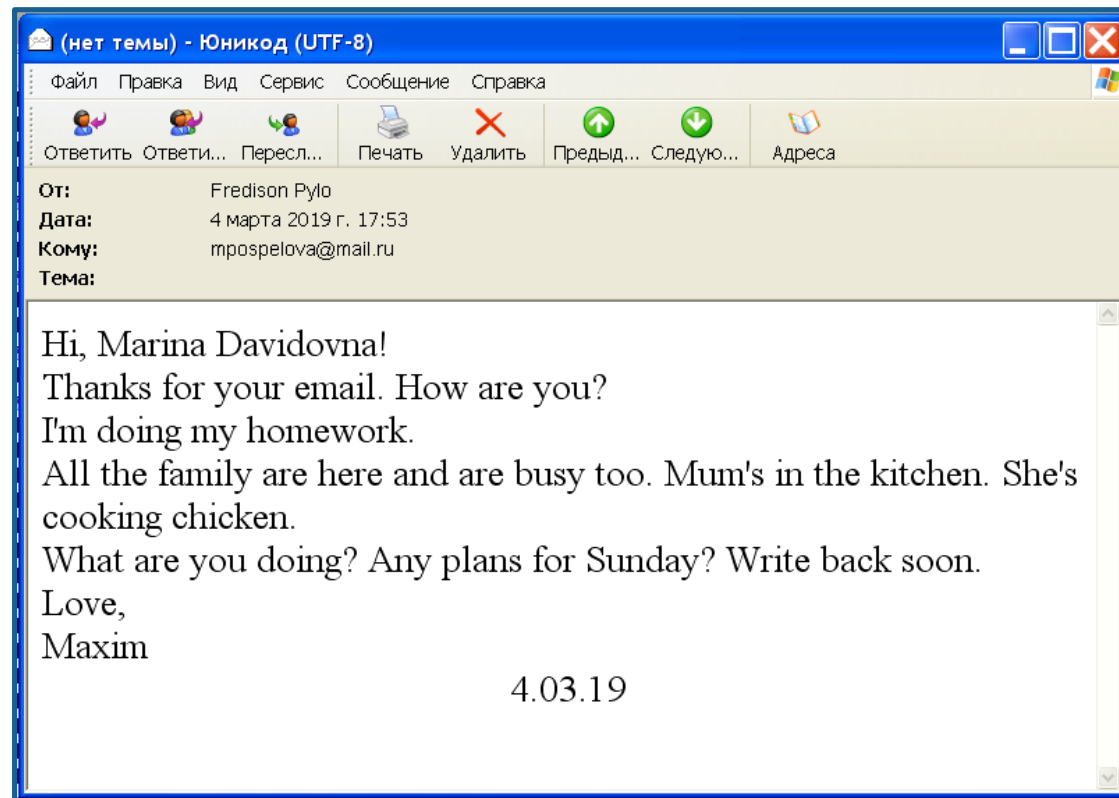 (нет темы) - Юникод (UTF-8)
Файл Правка Вид Сервис Сообщение Справка
Ответить Ответи... Пересл... Печать Удалить Предыд... Следую... Адреса
От: Fredison Pylo
Дата: 4 марта 2019 г. 17:53
Кому: mpospelova@mail.ru
Тема:
Hi, Marina Davidovna!
Thanks for your email. How are you?
I'm doing my homework.
All the family are here and are busy too. Mum's in the kitchen. She's
cooking chicken.
What are you doing? Any plans for Sunday? Write back soon.
Love,
Maxim
4.03.19